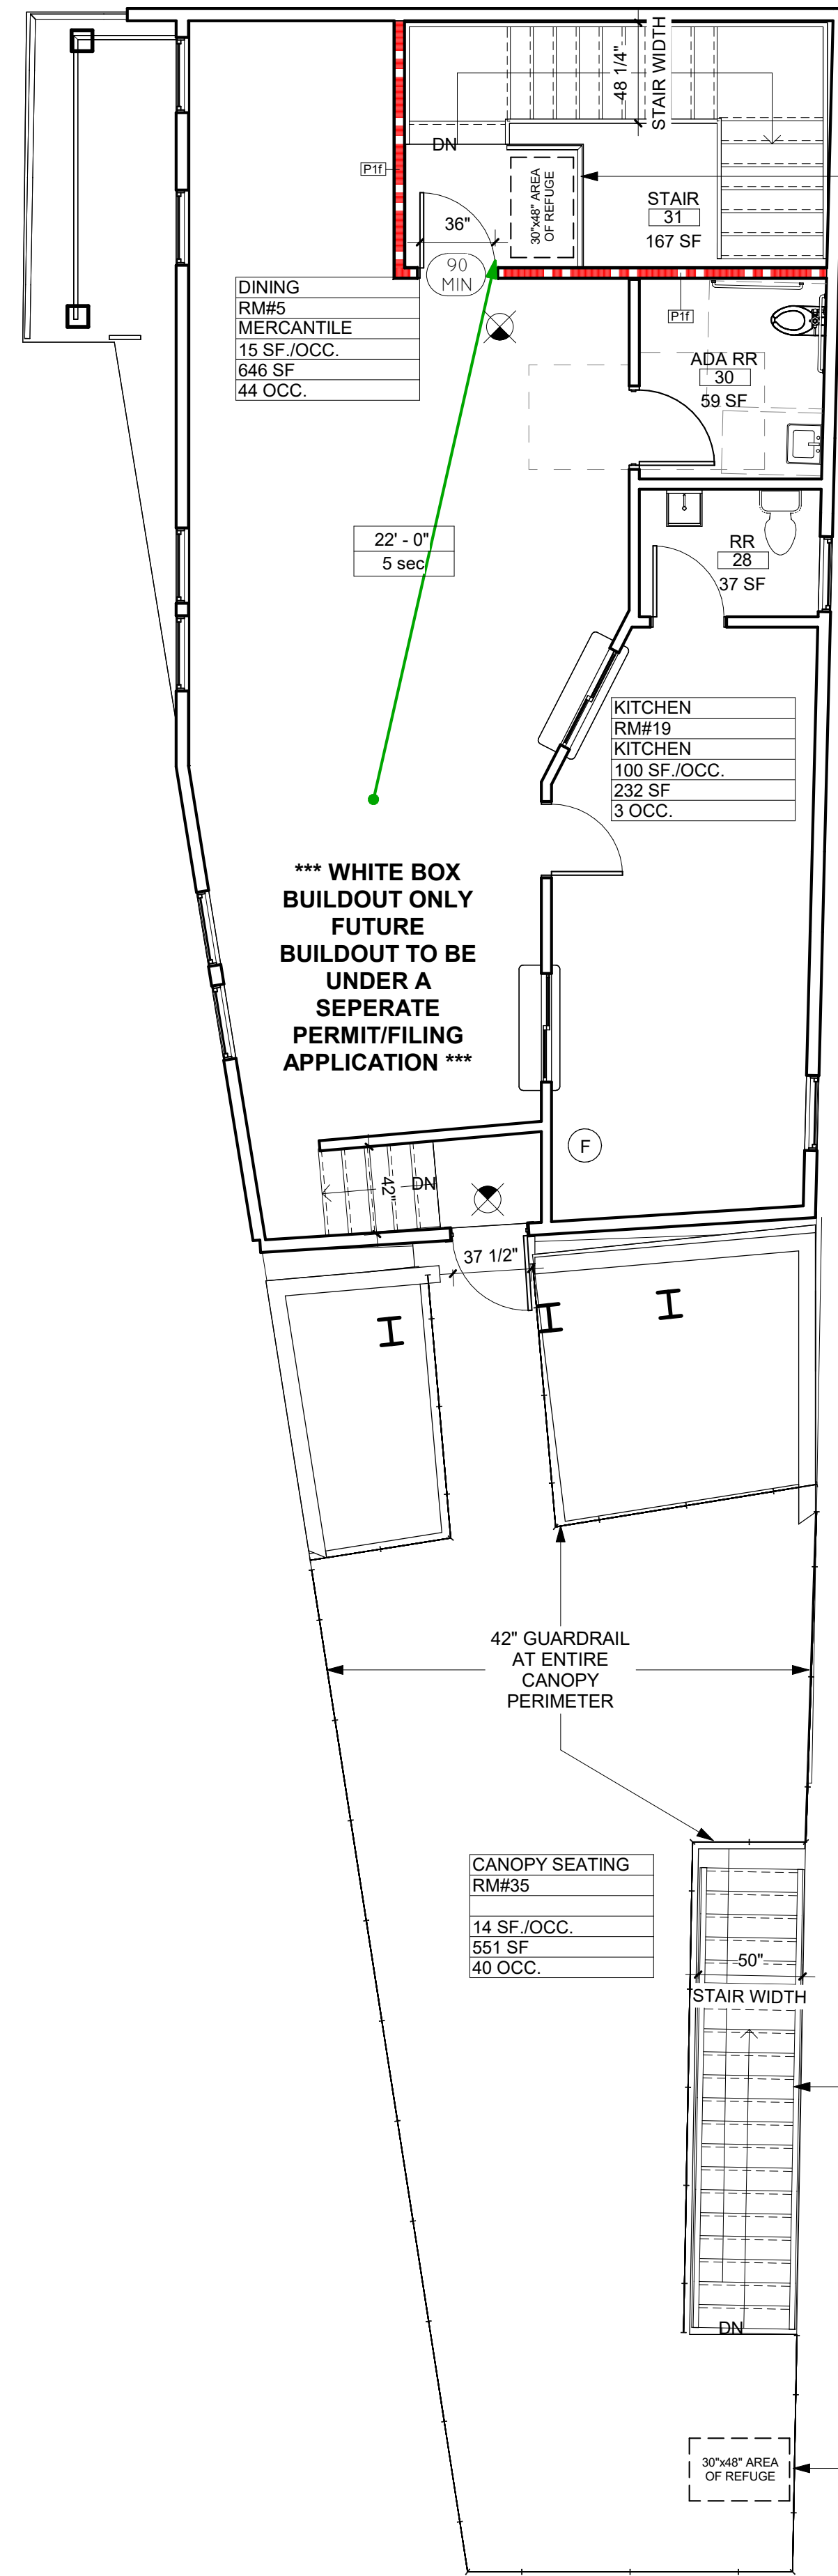 48 1/4"
STAIR WIDTH
DN
P1f
30"x48" AREA
OF REFUGE
STAIR
31
167 SF
36"
90
MIN
DINING
RM#5
MERCANTILE
15 SF./OCC.
646 SF
44 OCC.
P1f
ADA RR
30
59 SF
22' - 0"
5 sec
RR
28
37 SF
KITCHEN
RM#19
KITCHEN
100 SF./OCC.
232 SF
3 OCC.
*** WHITE BOX
BUILDOUT ONLY
FUTURE
BUILDOUT TO BE
UNDER A
SEPERATE
PERMIT/FILING
APPLICATION ***
F
42"
DN
37 1/2"
42" GUARDRAIL
AT ENTIRE
CANOPY
PERIMETER
CANOPY SEATING
RM#35
14 SF./OCC.
551 SF
40 OCC.
50"
STAIR WIDTH
DN
30"x48" AREA
OF REFUGE